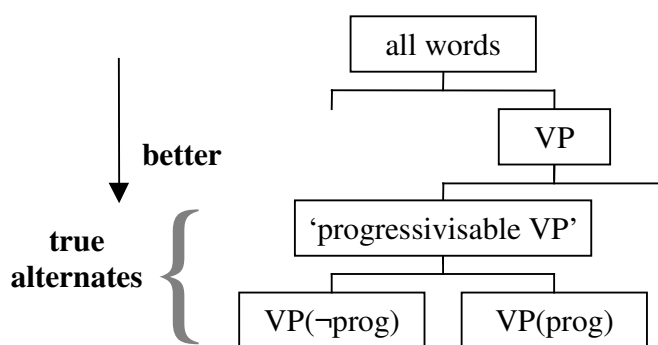 all words
VP
better
‘progressivisable VP’
true
alternates
VP(¬prog)
VP(prog)